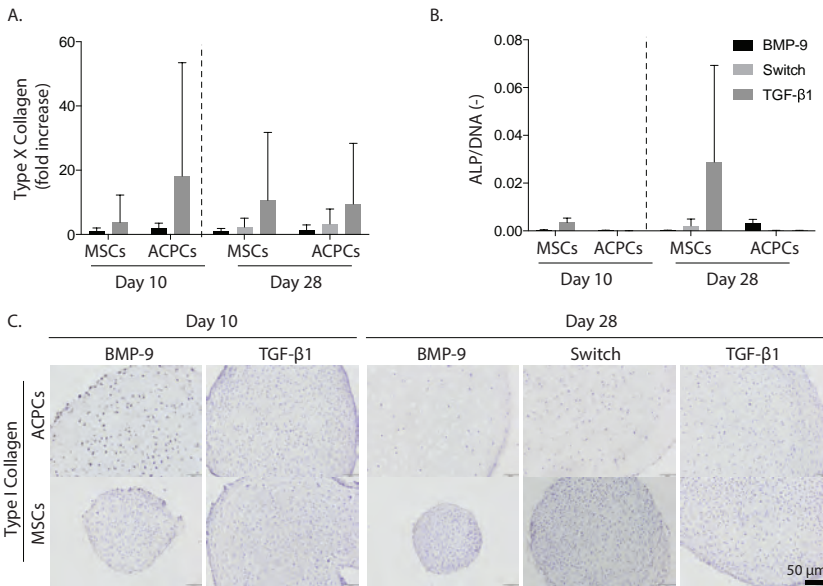 A.
Type X Collagen
(fold increase)
60
40
20
0
MSCs ACPCs MSCs ACPCs
Day 10 Day 28
B.
ALP/DNA (-)
0.08
0.06
0.04
0.02
0.00
BMP-9
Switch
TGF-β1
MSCs ACPCs MSCs ACPCs
Day 10 Day 28
C.
Day 10 Day 28
BMP-9 TGF-β1 BMP-9 Switch TGF-β1
Type I Collagen
ACPCs
MSCs
50 μm